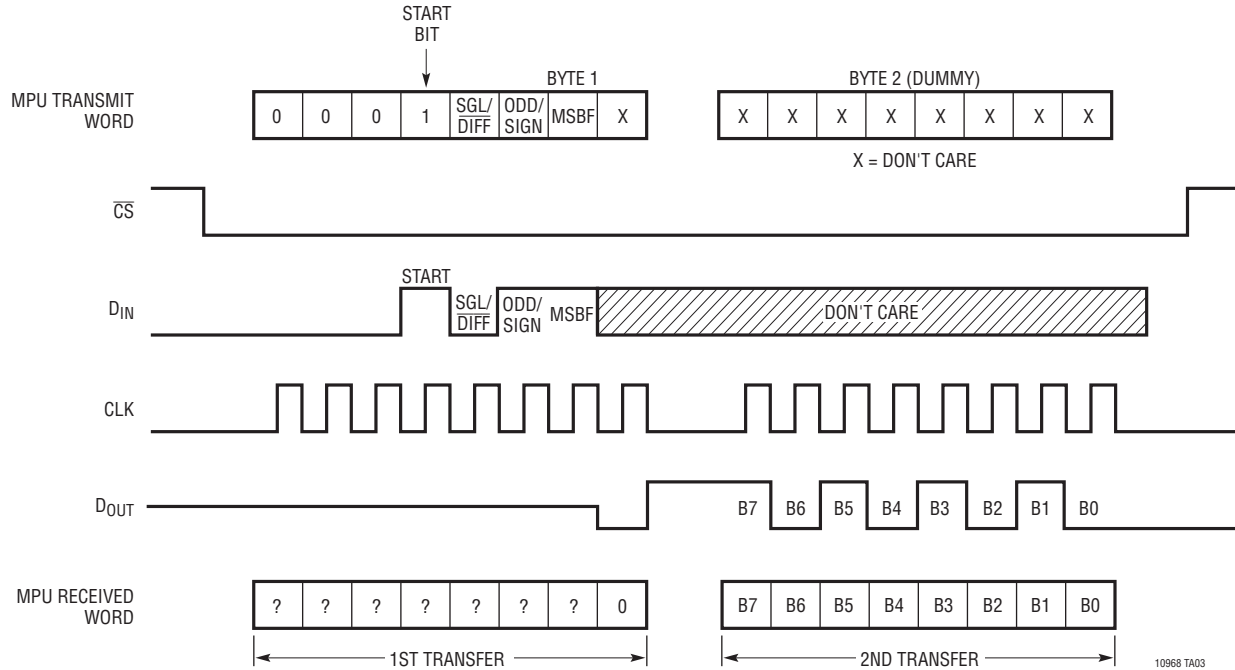 START
BIT
BYTE 1
BYTE 2 (DUMMY)
MPU TRANSMIT
WORD
0 0 0 1 SGL/ DIFF ODD/ SIGN MSBF X
X X X X X X X X
X = DON'T CARE
CS
START
DIN
SGL/ DIFF ODD/ SIGN MSBF
DON'T CARE
CLK
DOUT
B7 B6 B5 B4 B3 B2 B1 B0
MPU RECEIVED
WORD
? ? ? ? ? ? ? 0
B7 B6 B5 B4 B3 B2 B1 B0
1ST TRANSFER
2ND TRANSFER
10968 TA03